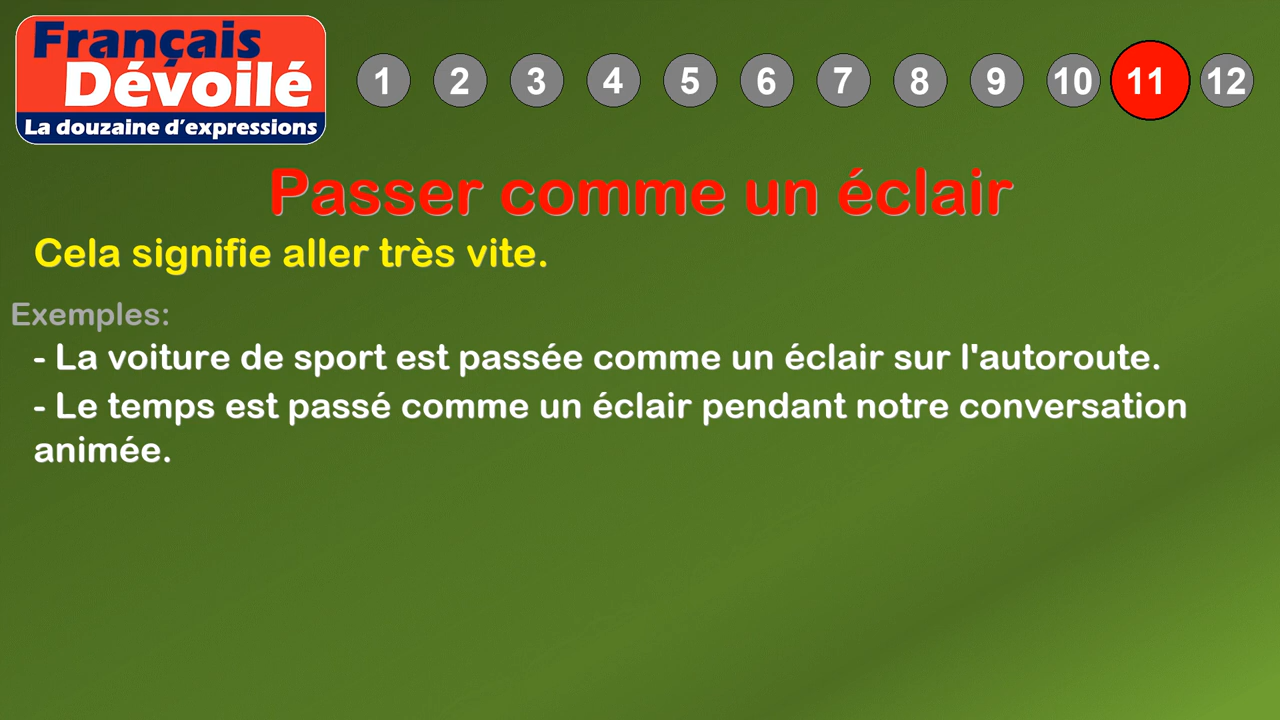 Français
Dévoilé
La douzaine d'expressions
1 2 3 4 5 6 7 8 9 10 11 12
Passer comme un éclair
Cela signifie aller très vite.
Exemples:
- La voiture de sport est passée comme un éclair sur l'autoroute.
- Le temps est passé comme un éclair pendant notre conversation
animée.